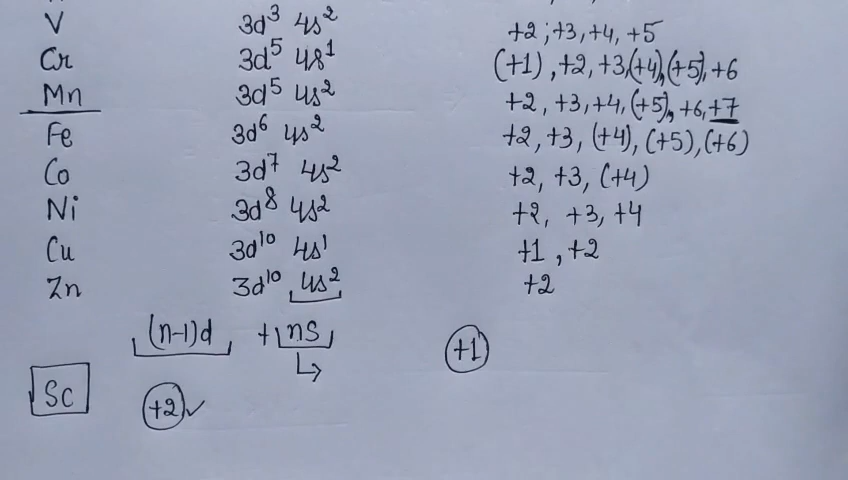 V 3d³ 4s² +2, +3, +4, +5
Cr 3d⁵ 4s¹ (+1), +2, +3, (+4), (+5), +6
Mn 3d⁵ 4s² +2, +3, +4, (+5), +6, +7
Fe 3d⁶ 4s² +2, +3, (+4), (+5), (+6)
Co 3d⁷ 4s² +2, +3, (+4)
Ni 3d⁸ 4s² +2, +3, +4
Cu 3d¹⁰ 4s¹ +1, +2
Zn 3d¹⁰ 4s² +2
(n-1)d + ns +1
Sc +2 ✓